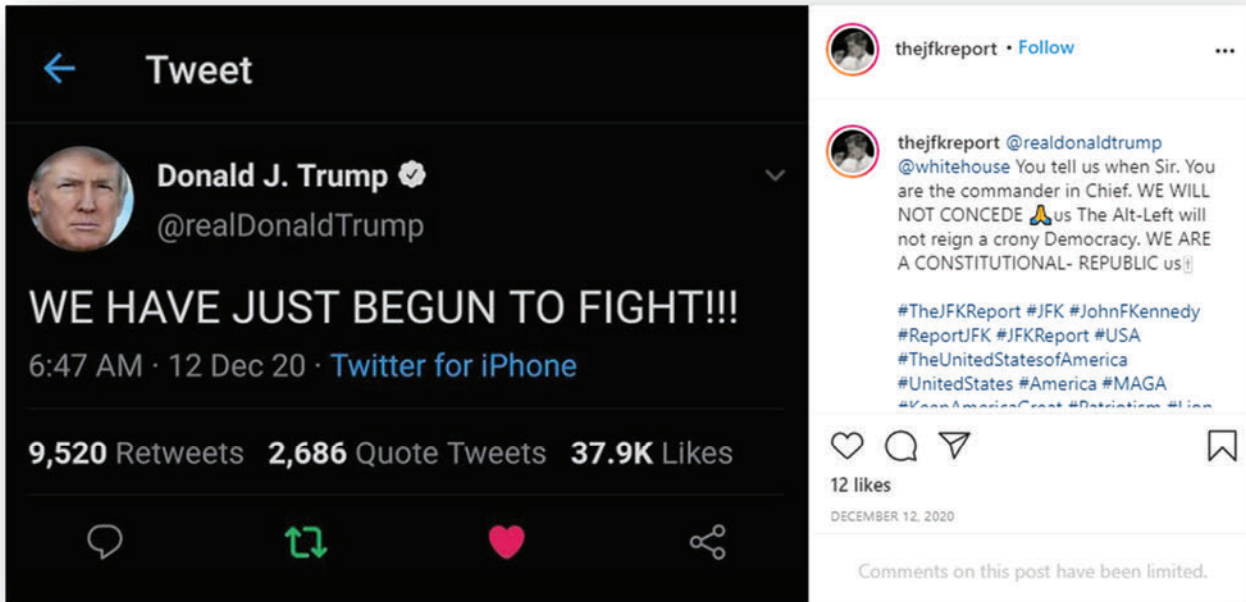 Tweet
Donald J. Trump
@realDonaldTrump
WE HAVE JUST BEGUN TO FIGHT!!!
6:47 AM · 12 Dec 20 · Twitter for iPhone
9,520 Retweets 2,686 Quote Tweets 37.9K Likes
thejfkreport • Follow
thejfkreport @realdonaldtrump
@whitehouse You tell us when Sir. You
are the commander in Chief. WE WILL
NOT CONCEDE 🙏us The Alt-Left will
not reign a crony Democracy. WE ARE
A CONSTITUTIONAL- REPUBLIC us
#TheJFKReport #JFK #JohnFKennedy
#ReportJFK #JFKReport #USA
#TheUnitedStatesofAmerica
#UnitedStates #America #MAGA
#KeepAmericaGreat #Patriotism #Lion
12 likes
DECEMBER 12, 2020
Comments on this post have been limited.